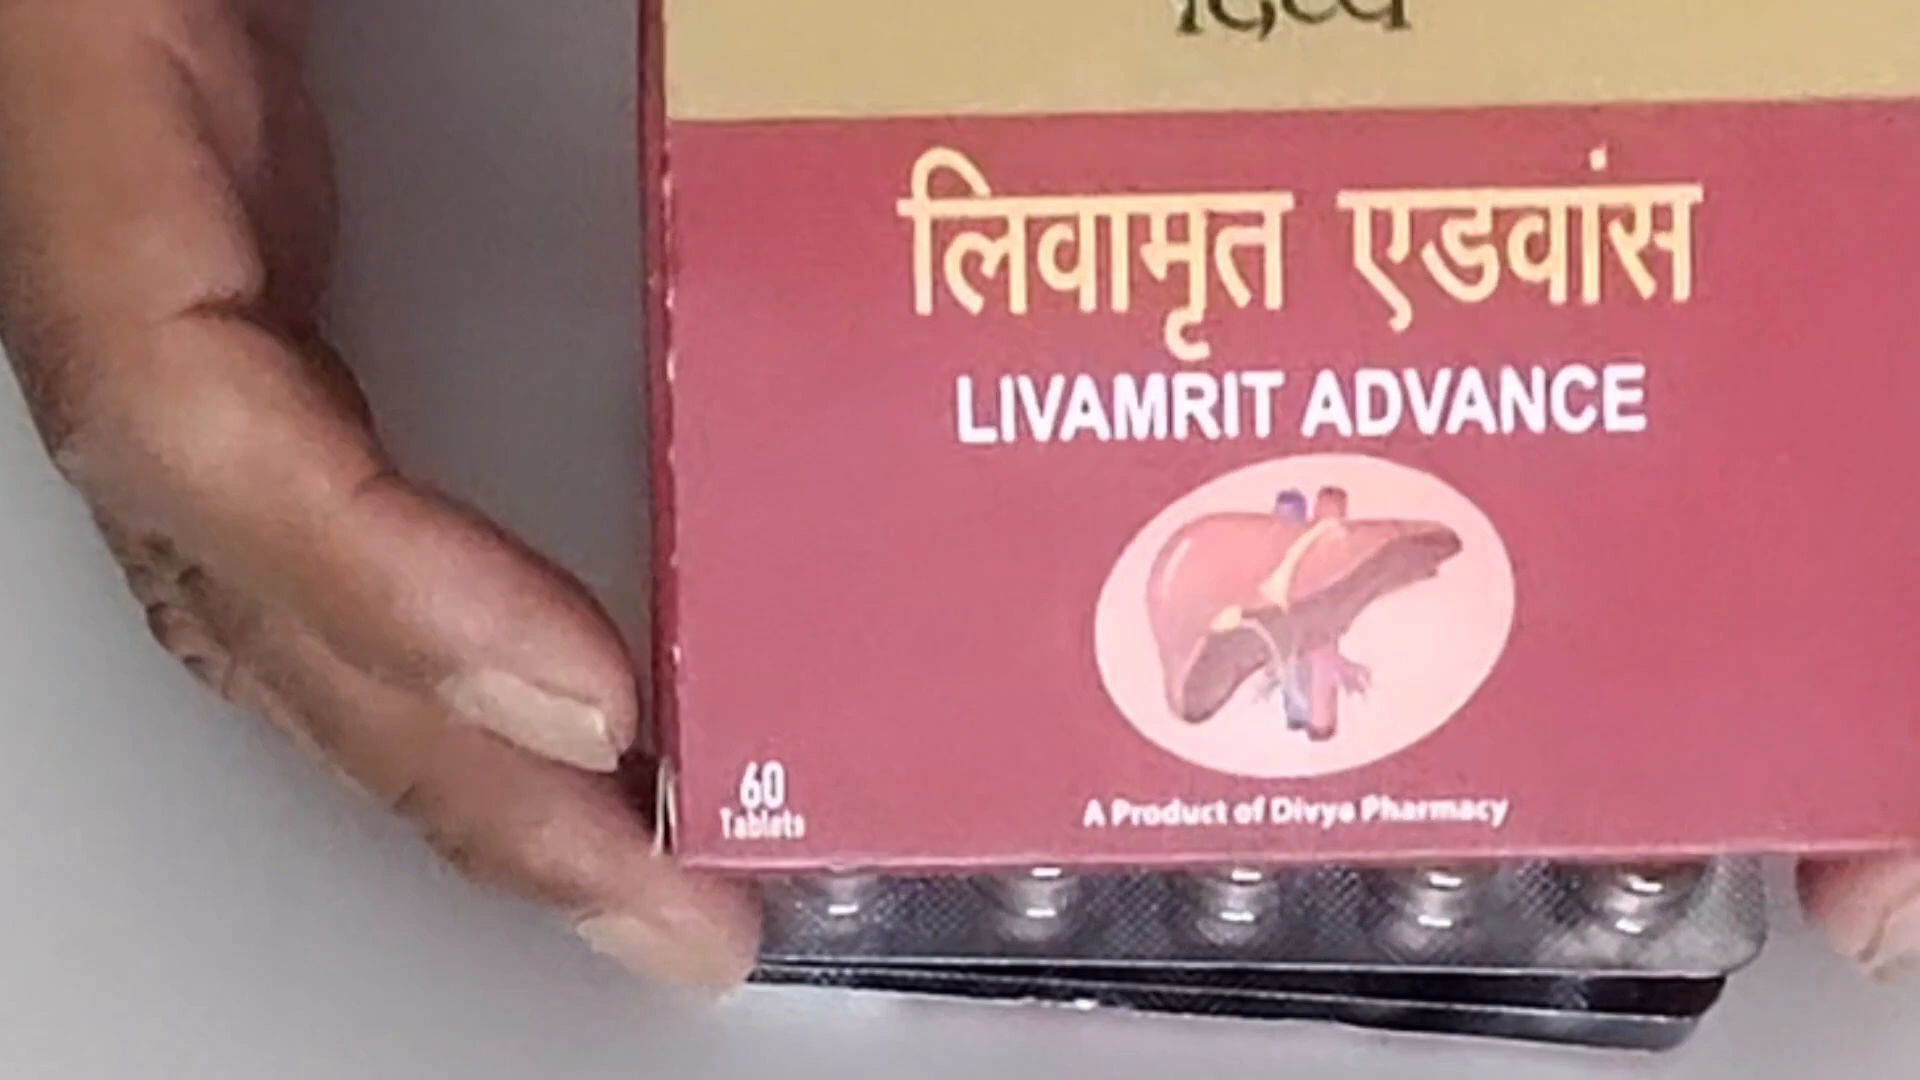 दिव्य
लिवामृत एडवांस
LIVAMRIT ADVANCE
60
Tablets
A Product of Divya Pharmacy